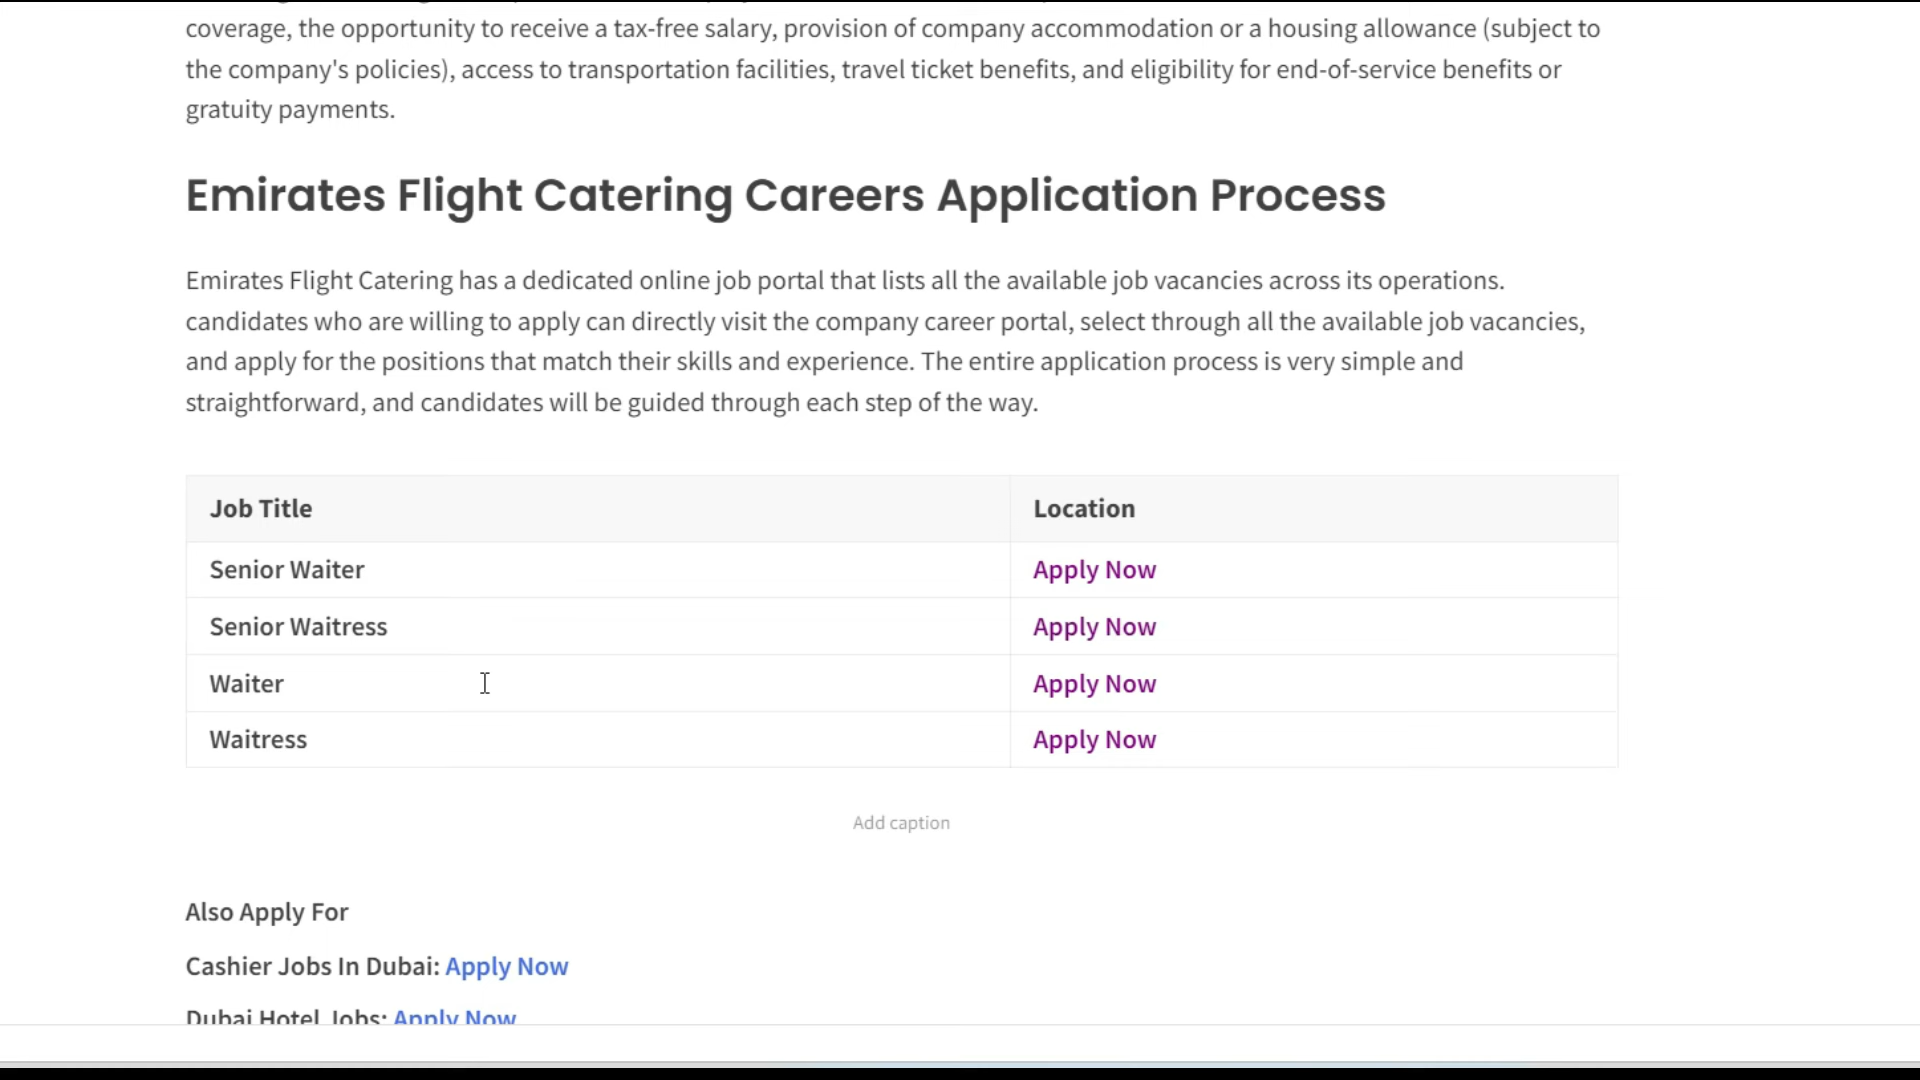 coverage, the opportunity to receive a tax-free salary, provision of company accommodation or a housing allowance (subject to
the company's policies), access to transportation facilities, travel ticket benefits, and eligibility for end-of-service benefits or
gratuity payments.
Emirates Flight Catering Careers Application Process
Emirates Flight Catering has a dedicated online job portal that lists all the available job vacancies across its operations.
candidates who are willing to apply can directly visit the company career portal, select through all the available job vacancies,
and apply for the positions that match their skills and experience. The entire application process is very simple and
straightforward, and candidates will be guided through each step of the way.
Job Title Location
Senior Waiter Apply Now
Senior Waitress Apply Now
Waiter Apply Now
Waitress Apply Now
Add caption
Also Apply For
Cashier Jobs In Dubai: Apply Now
Dubai Hotel Jobs: Apply Now